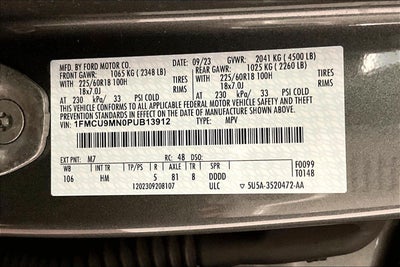 MFD. BY FORD MOTOR CO. 09/23 GVWR: 2041 KG (4500 LB)
FRONT GAWR: 1065 KG (2348 LB) REAR GAWR: 1025 KG (2260 LB)
225/60R18 100H TIRES 225/60R18 100H TIRES
18x7.0J RIMS 18x7.0J RIMS
AT 230 kPa/ 33 PSI COLD AT 230 kPa/ 33 PSI COLD
THIS VEHICLE CONFORMS TO ALL APPLICABLE FEDERAL MOTOR VEHICLE SAFETY, BUMPER, AND THEFT
PREVENTION STANDARDS IN EFFECT ON THE DATE OF MANUFACTURE SHOWN ABOVE.
VIN: 1FMCU9MN0PUB13912 TYPE: MPV
EXT PNT: M7 RC: 48 DSO: F0099
WB INT TR TP/PS R AXLE TR SPR T0148
106 HM 5 81 8 DDDD
1202309208107 ULC 5U5A-3520472-AA